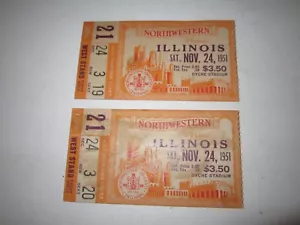 21
WEST STAND
24
3
19
NORTHWESTERN
ILLINOIS
SAT. NOV. 24, 1951
$3.50
DYCHE STADIUM
21
WEST STAND
24
3
20
NORTHWESTERN
ILLINOIS
SAT. NOV. 24, 1951
$3.50
DYCHE STADIUM